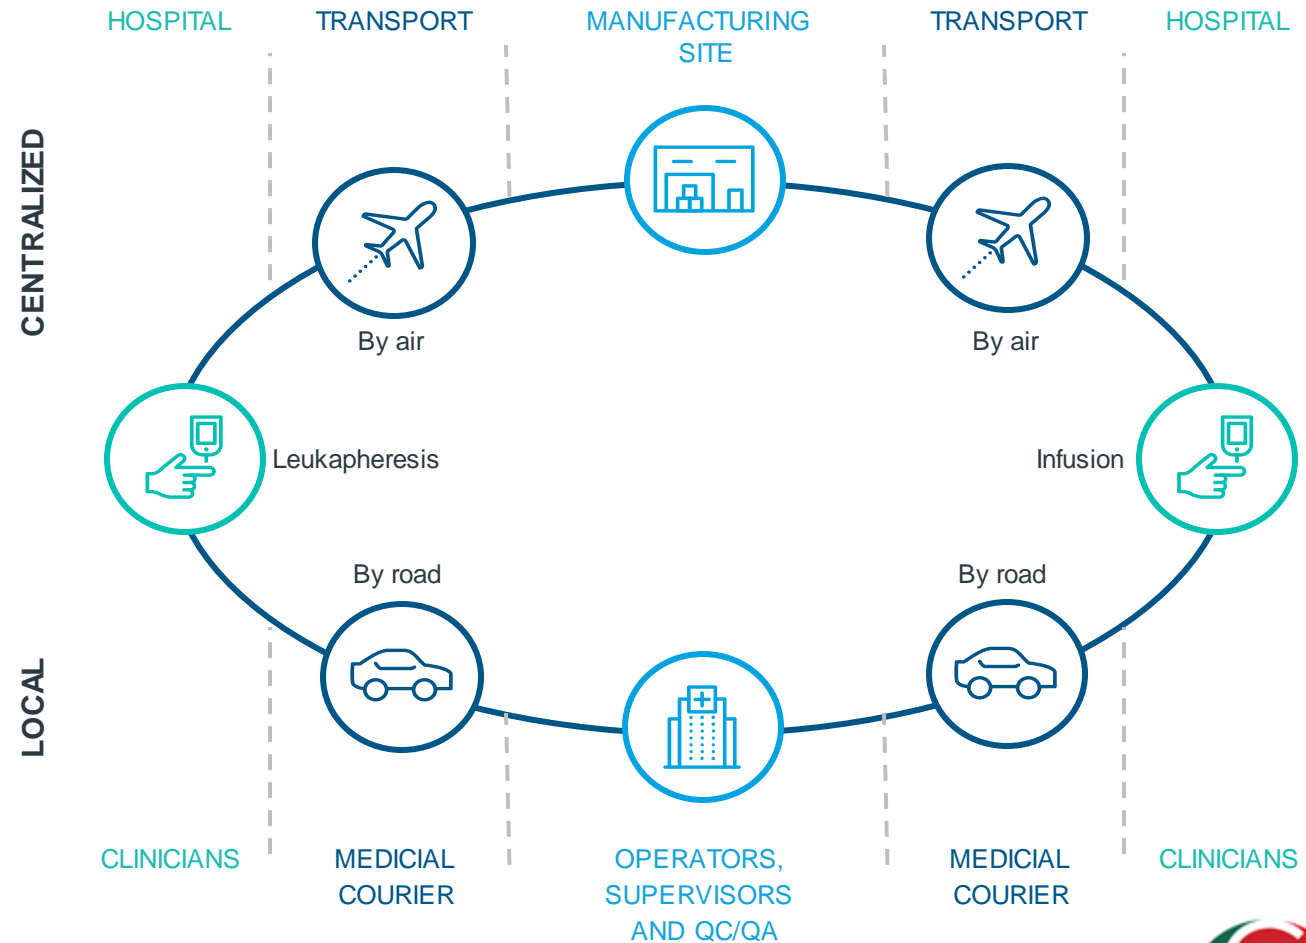 HOSPITAL
TRANSPORT
MANUFACTURING
SITE
TRANSPORT
HOSPITAL
CENTRALIZED
By air
By air
Leukapheresis
Infusion
By road
By road
LOCAL
CLINICIANS
MEDICIAL
COURIER
OPERATORS,
SUPERVISORS
AND QC/QA
MEDICIAL
COURIER
CLINICIANS